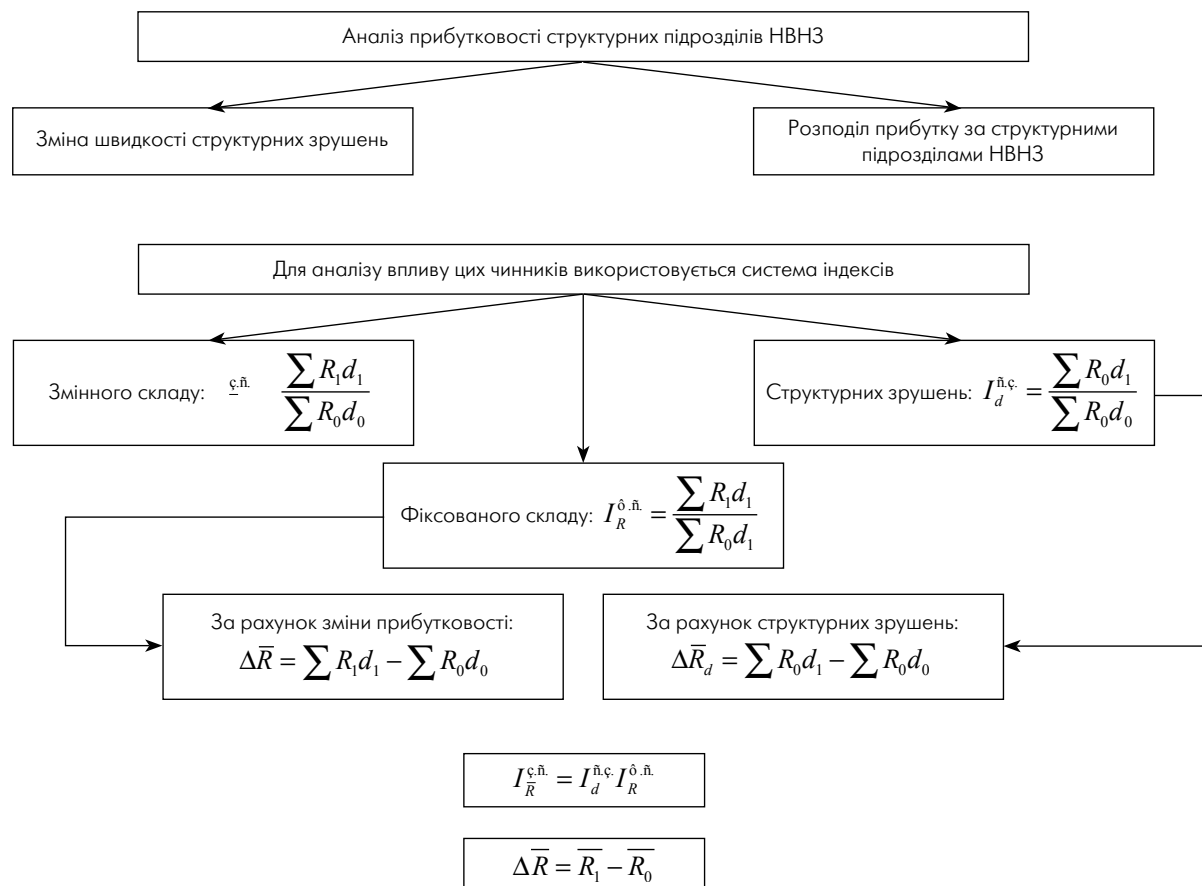 Аналіз прибутковості структурних підрозділів НВНЗ
Зміна швидкості структурних зрушень
Розподіл прибутку за структурними
підрозділами НВНЗ
Для аналізу впливу цих чинників використовується система індексів
Змінного складу: ç.ñ. ∑R₁d₁ / ∑R₀d₀
Структурних зрушень: I_d^ñ.ç. = ∑R₀d₁ / ∑R₀d₀
Фіксованого складу: I_R^ô.ñ. = ∑R₁d₁ / ∑R₀d₁
За рахунок зміни прибутковості:
ΔR̅ = ∑R₁d₁ − ∑R₀d₀
За рахунок структурних зрушень:
ΔR̅_d = ∑R₀d₁ − ∑R₀d₀
I_R̅^ç.ñ. = I_d^ñ.ç. I_R^ô.ñ.
ΔR̅ = R̅₁ − R̅₀